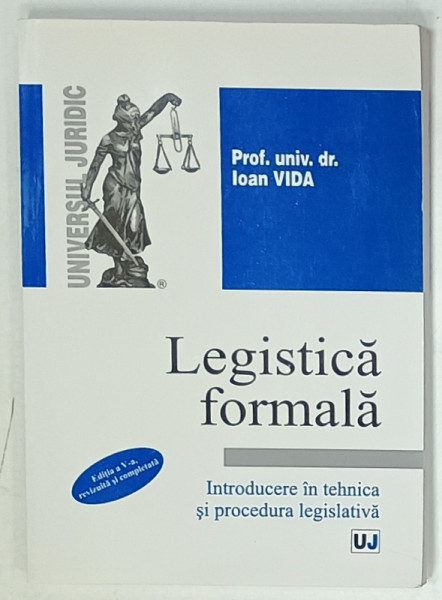 UNIVERSUL JURIDIC
®
Prof. univ. dr.
Ioan VIDA
Legistică
formală
Ediția a V-a,
revizuită și completată
Introducere în tehnica
și procedura legislativă
UJ